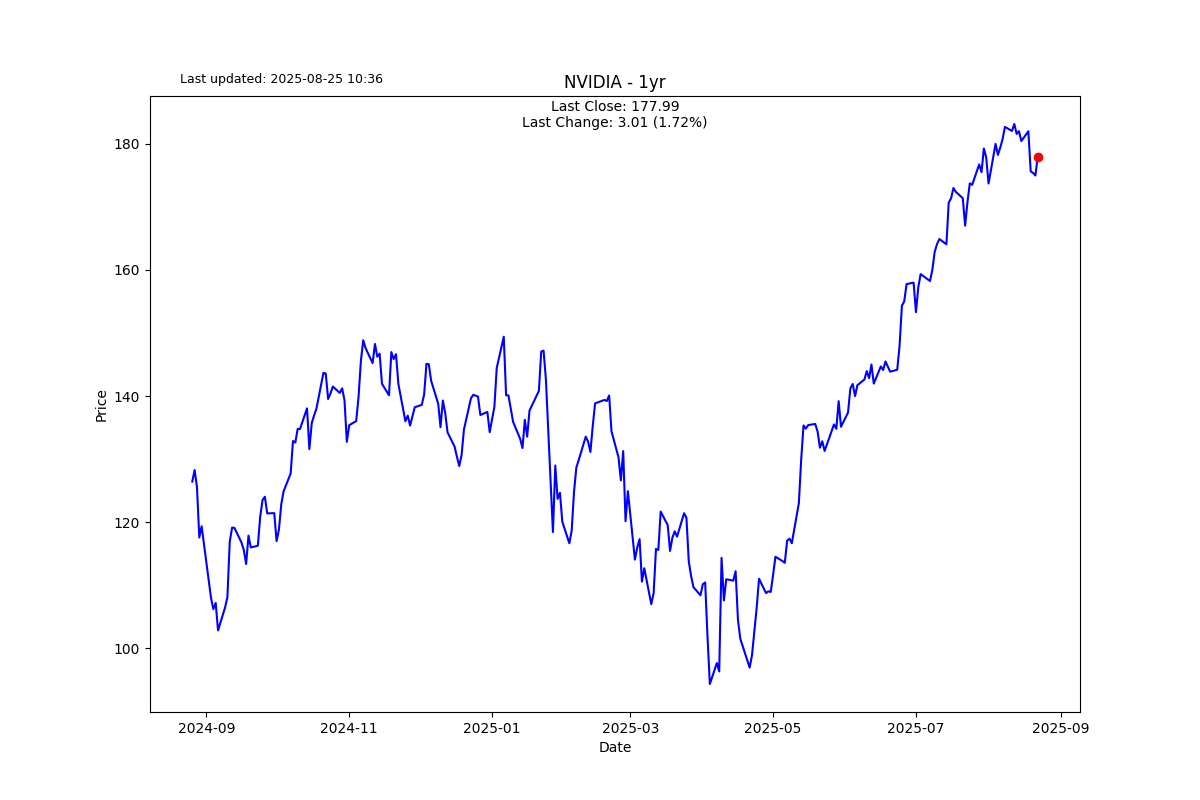 Last updated: 2025-08-25 10:36
NVIDIA - 1yr
Last Close: 177.99
Last Change: 3.01 (1.72%)
180
160
140
120
100
Price
2024-09
2024-11
2025-01
2025-03
2025-05
2025-07
2025-09
Date